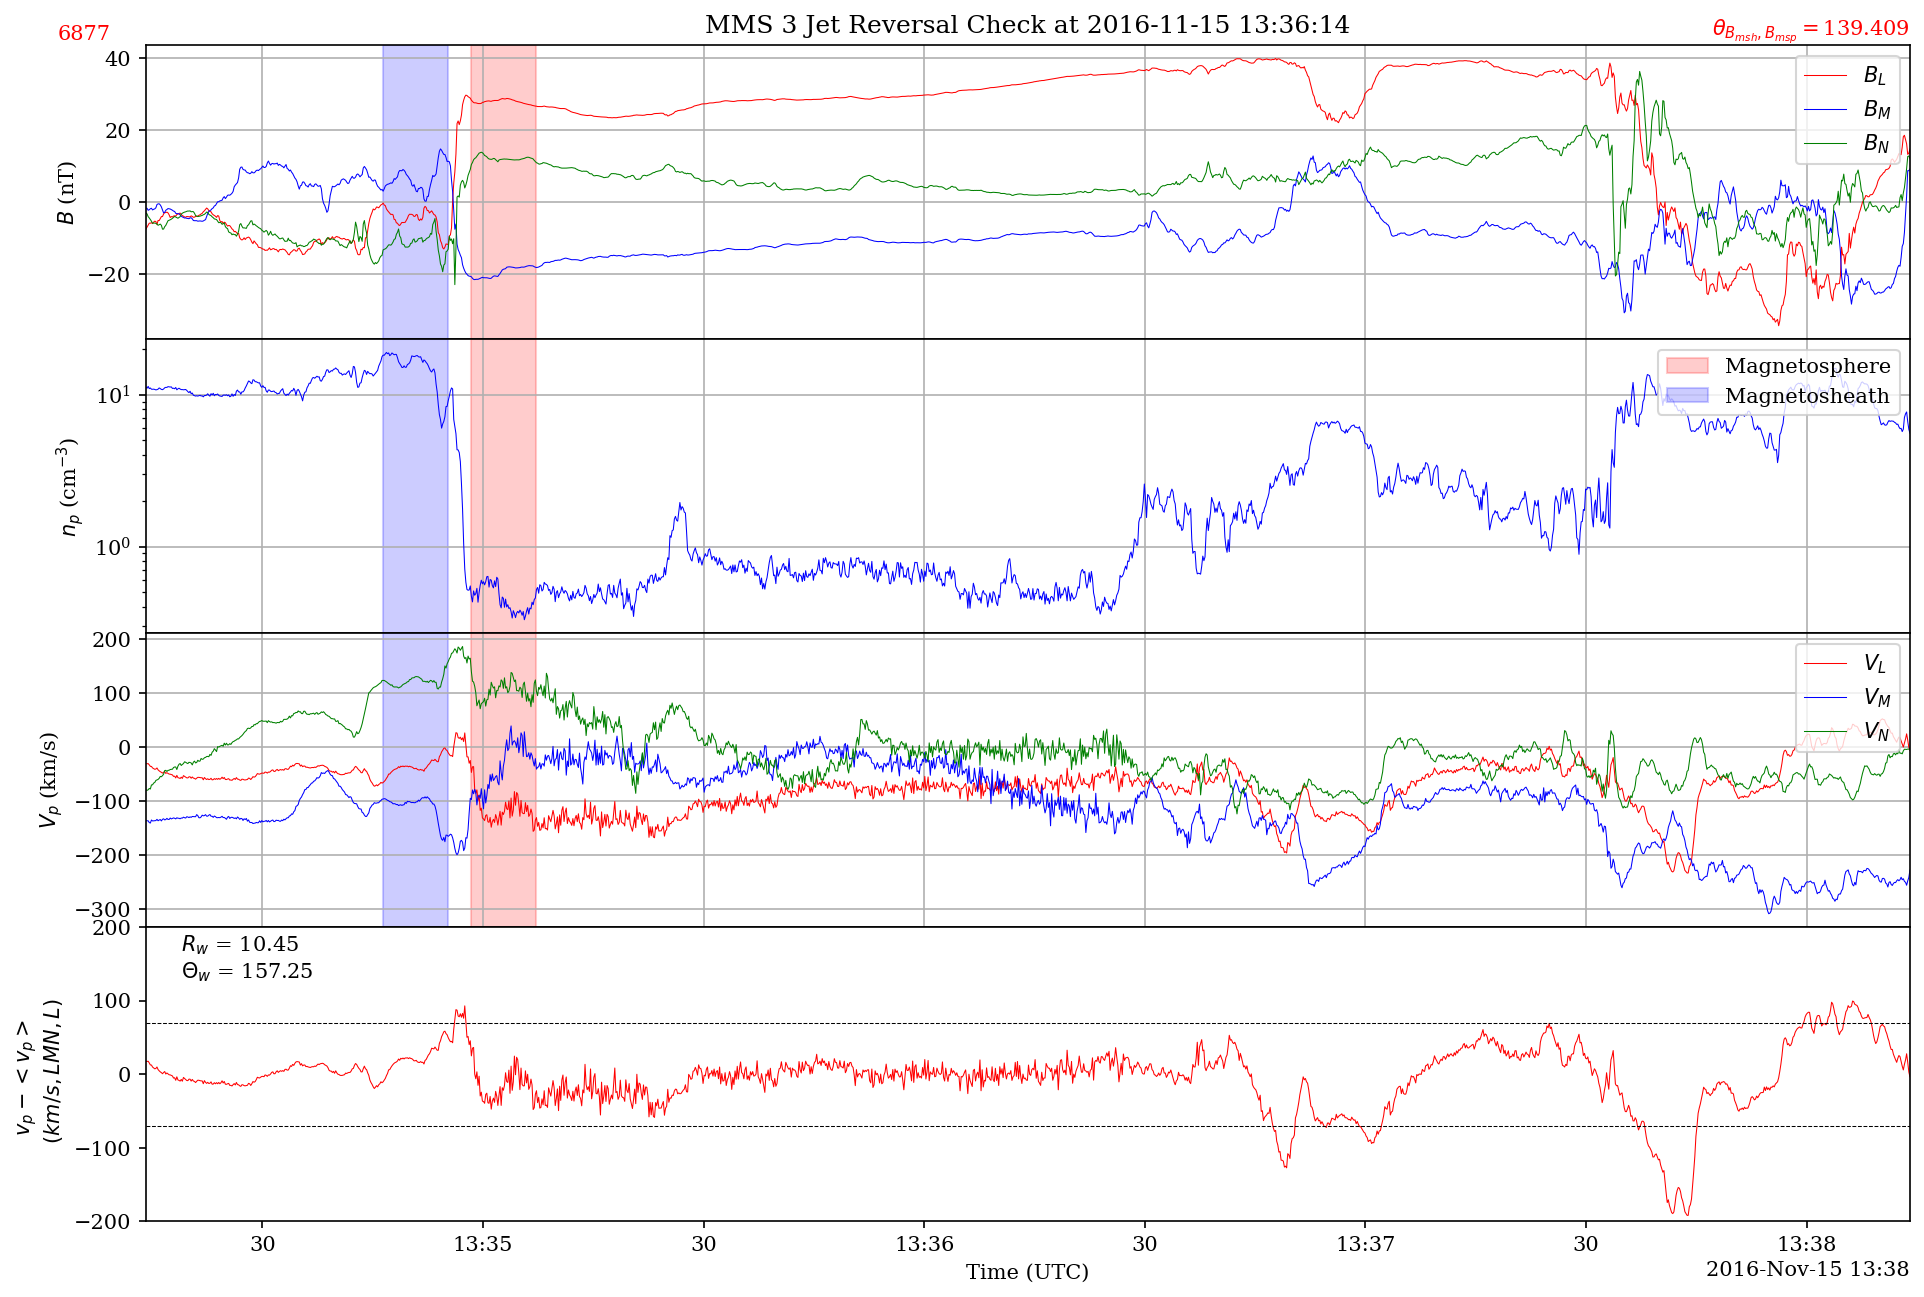 MMS 3 Jet Reversal Check at 2016-11-15 13:36:14
6877
θ_{B_{msh}, B_{msp}} = 139.409
40
20
0
−20
B (nT)
B_L
B_M
B_N
10^1
10^0
n_p (cm^{−3})
Magnetosphere
Magnetosheath
200
100
0
−100
−200
−300
V_p (km/s)
V_L
V_M
V_N
200
100
0
−100
−200
v_p − < v_p >
(km/s, LMN, L)
R_w = 10.45
Θ_w = 157.25
30 13:35 30 13:36 30 13:37 30 13:38
Time (UTC)
2016-Nov-15 13:38